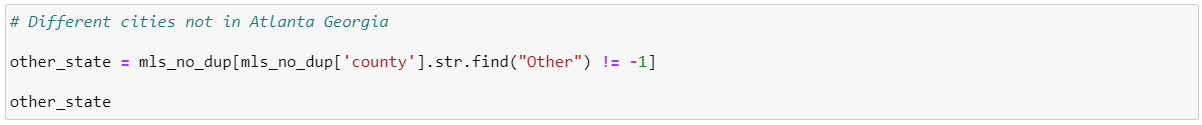 # Different cities not in Atlanta Georgia
other_state = mls_no_dup[mls_no_dup['county'].str.find("Other") != -1]
other_state